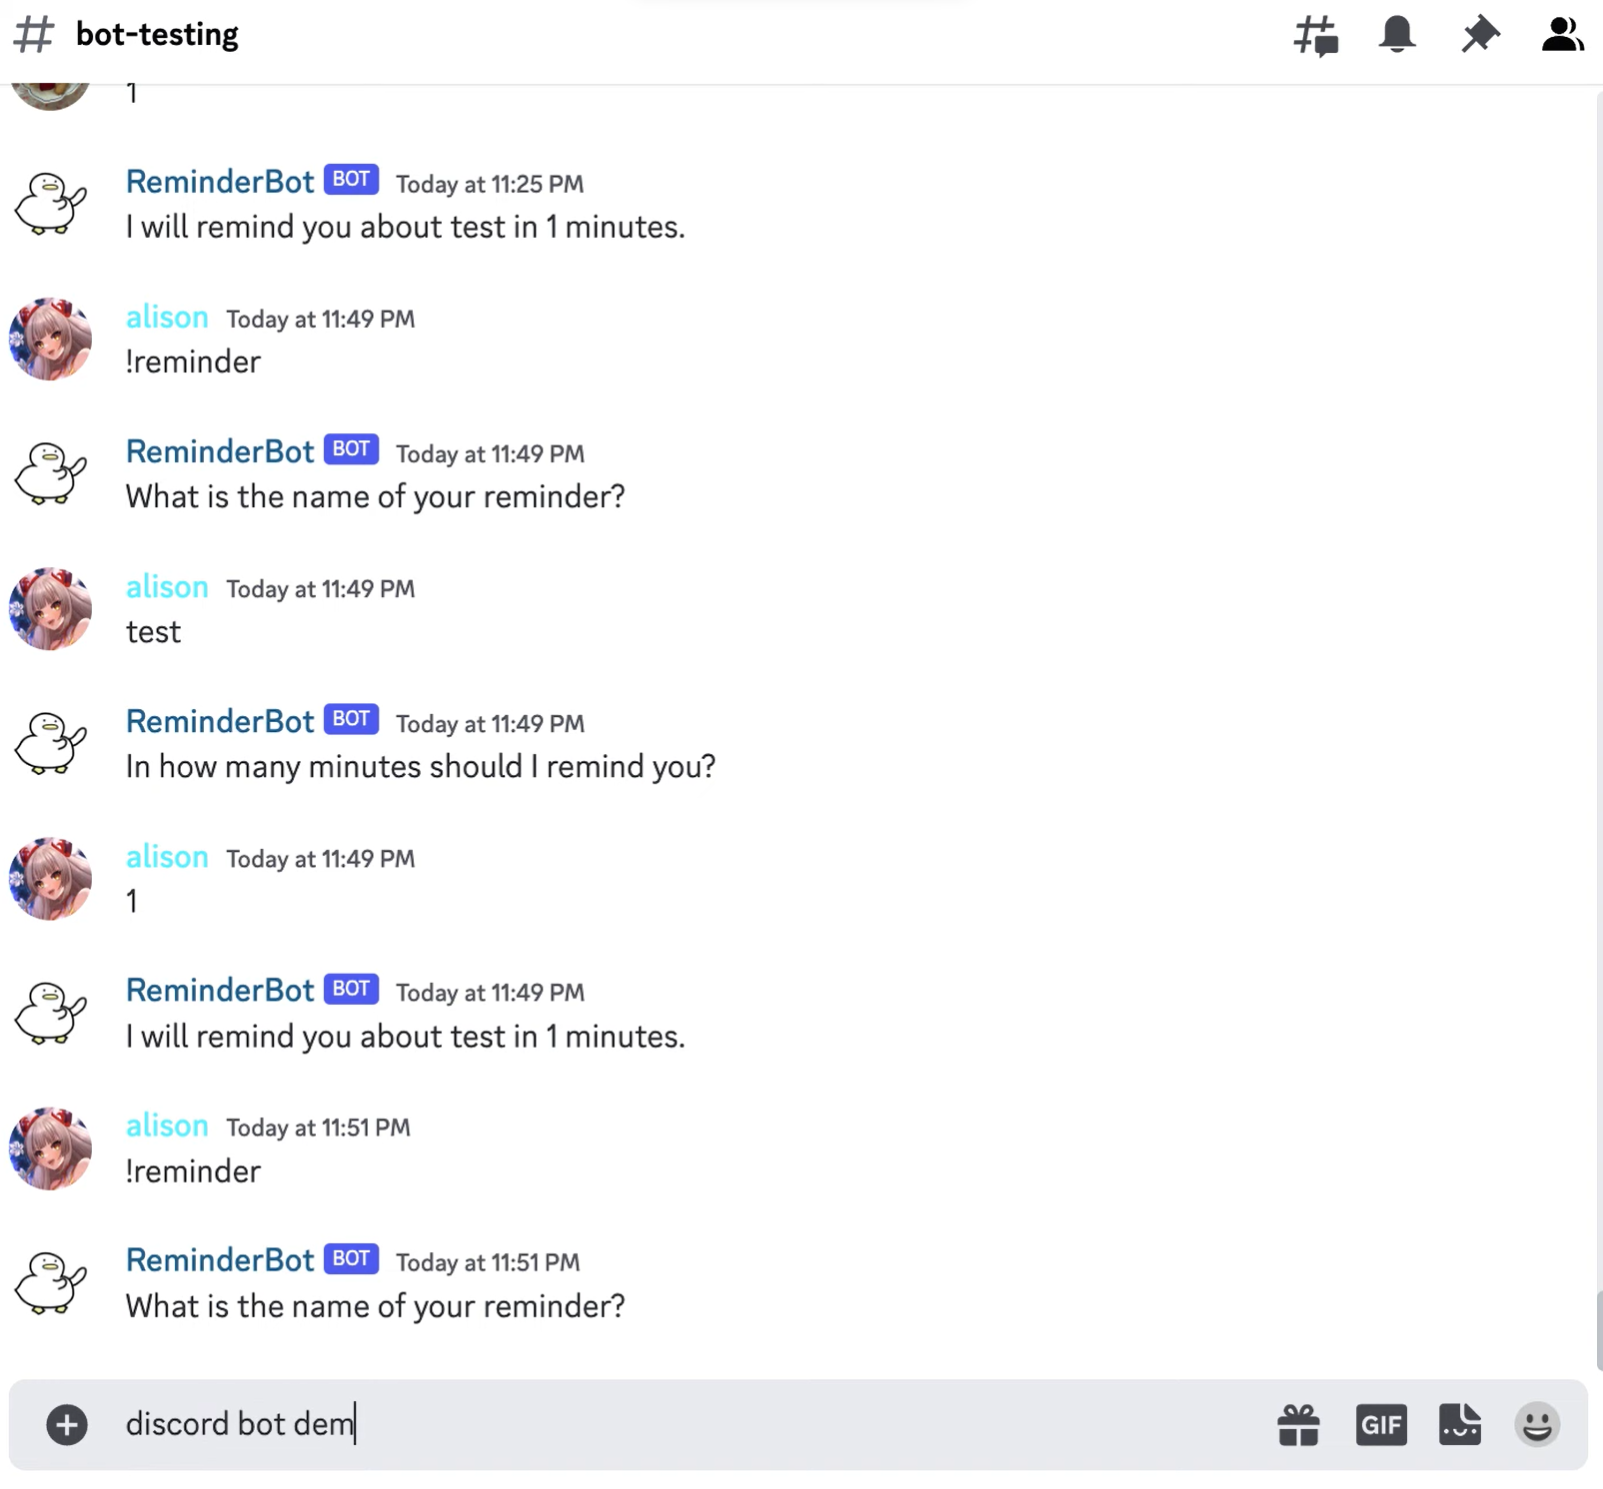 bot-testing
1
ReminderBot BOT Today at 11:25 PM
I will remind you about test in 1 minutes.
alison Today at 11:49 PM
!reminder
ReminderBot BOT Today at 11:49 PM
What is the name of your reminder?
alison Today at 11:49 PM
test
ReminderBot BOT Today at 11:49 PM
In how many minutes should I remind you?
alison Today at 11:49 PM
1
ReminderBot BOT Today at 11:49 PM
I will remind you about test in 1 minutes.
alison Today at 11:51 PM
!reminder
ReminderBot BOT Today at 11:51 PM
What is the name of your reminder?
discord bot dem
GIF